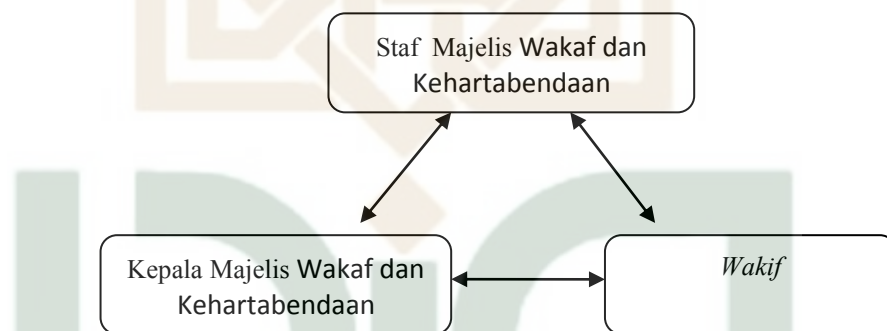 Staf Majelis Wakaf dan
Kehartabendaan
Kepala Majelis Wakaf dan
Kehartabendaan
Wakif